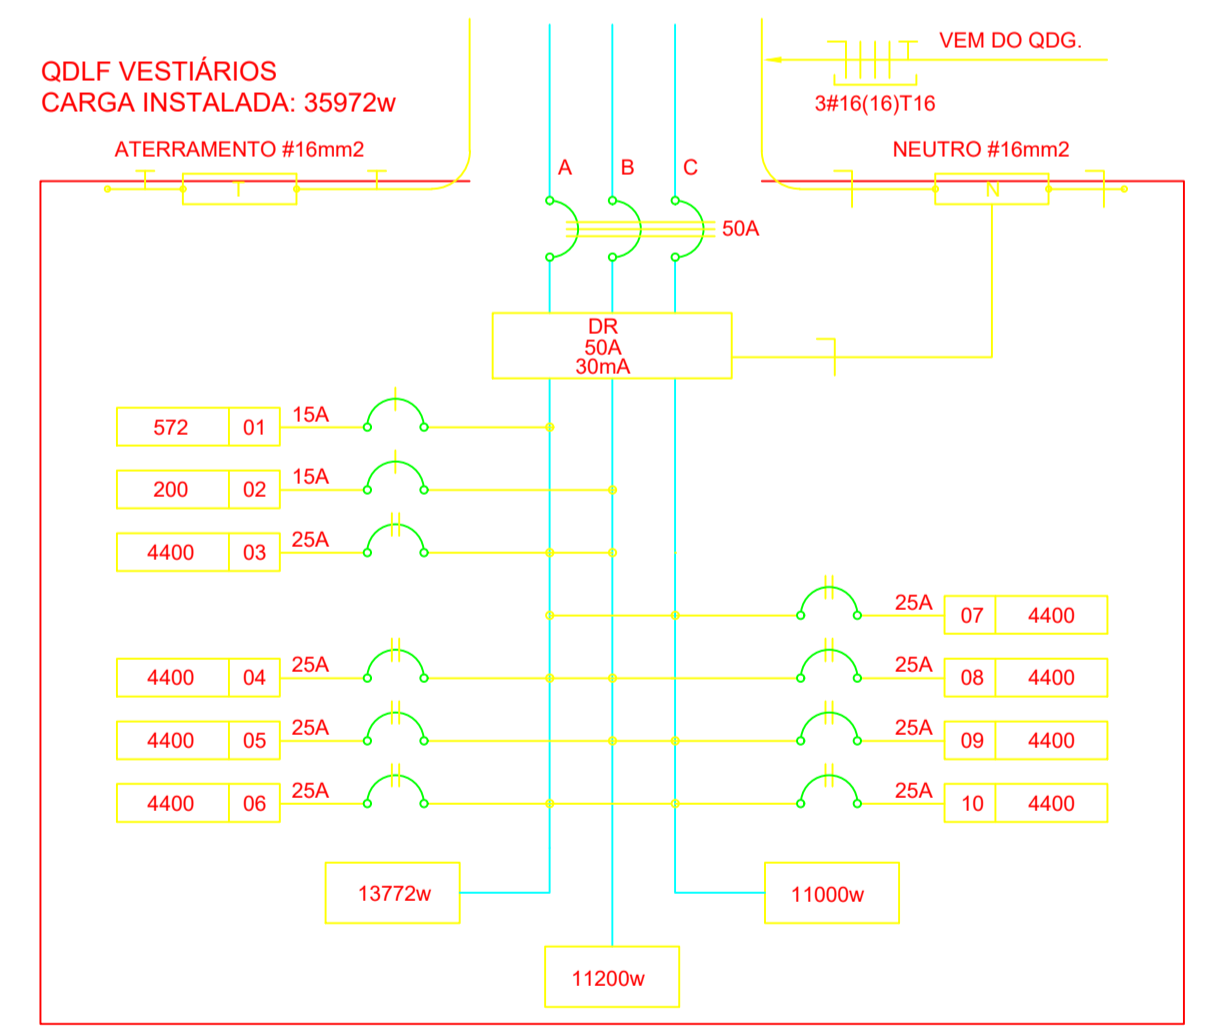 VEM DO QDG.
QDLF VESTIÁRIOS
CARGA INSTALADA: 35972w
3#16(16)T16
ATERRAMENTO #16mm2
NEUTRO #16mm2
A B C
T
N
50A
DR
50A
30mA
572 01 15A
200 02 15A
4400 03 25A
25A 07 4400
4400 04 25A
25A 08 4400
4400 05 25A
25A 09 4400
4400 06 25A
25A 10 4400
13772w
11000w
11200w